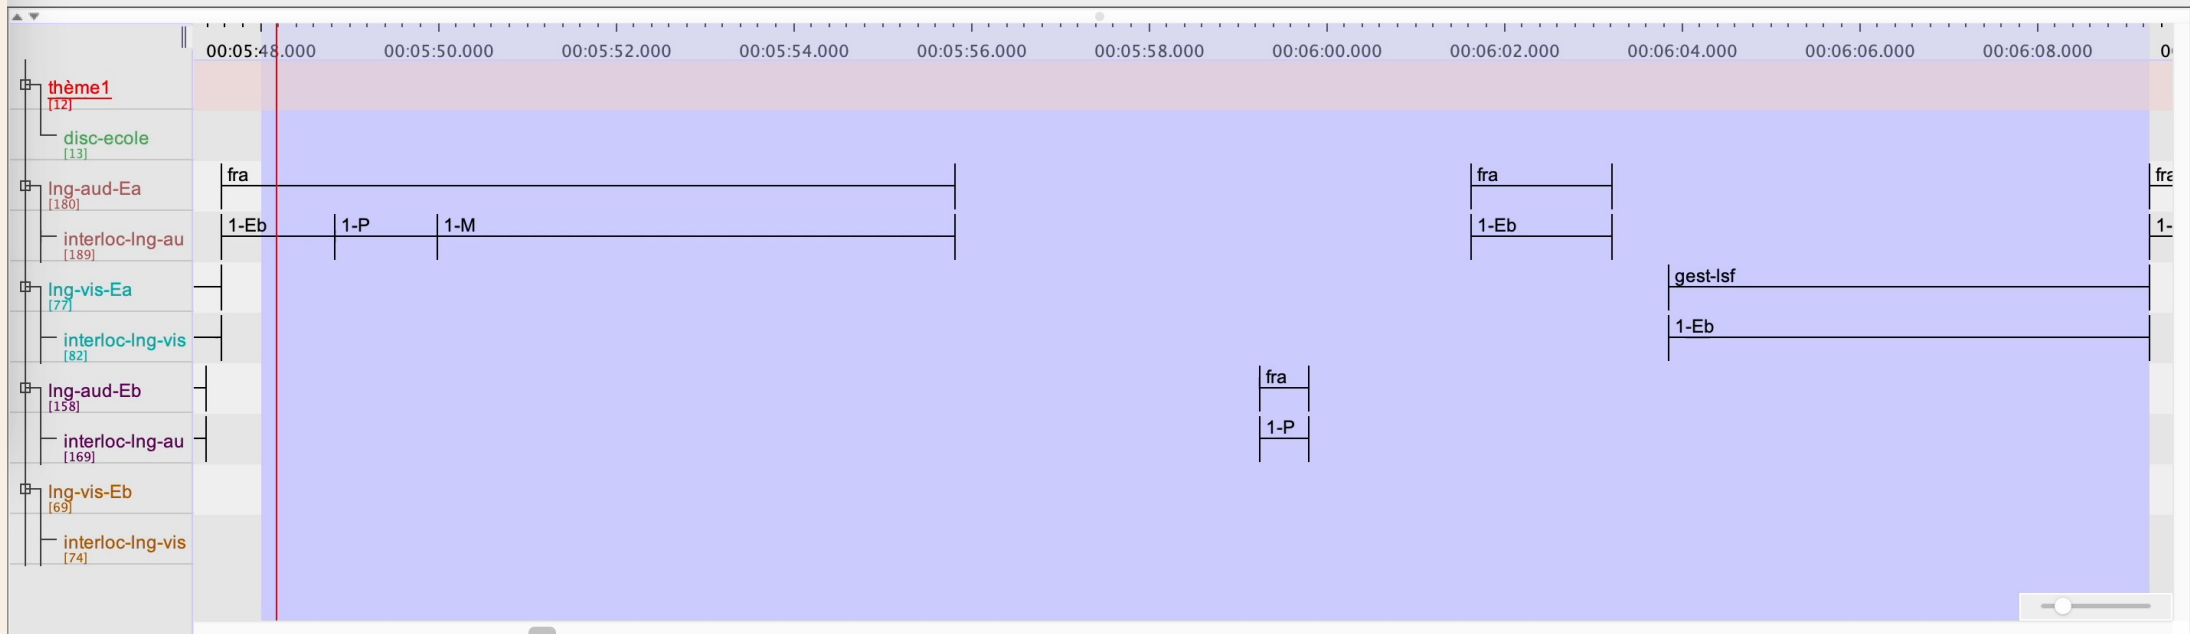 00:05:48.000 00:05:50.000 00:05:52.000 00:05:54.000 00:05:56.000 00:05:58.000 00:06:00.000 00:06:02.000 00:06:04.000 00:06:06.000 00:06:08.000 0
thème1
[12]
disc-ecole
[13]
lng-aud-Ea fra fra fra
[180]
interloc-lng-au 1-Eb 1-P 1-M 1-Eb 1-
[189]
lng-vis-Ea gest-lsf
[77]
interloc-lng-vis 1-Eb
[82]
lng-aud-Eb fra
[158]
interloc-lng-au 1-P
[169]
lng-vis-Eb
[69]
interloc-lng-vis
[74]